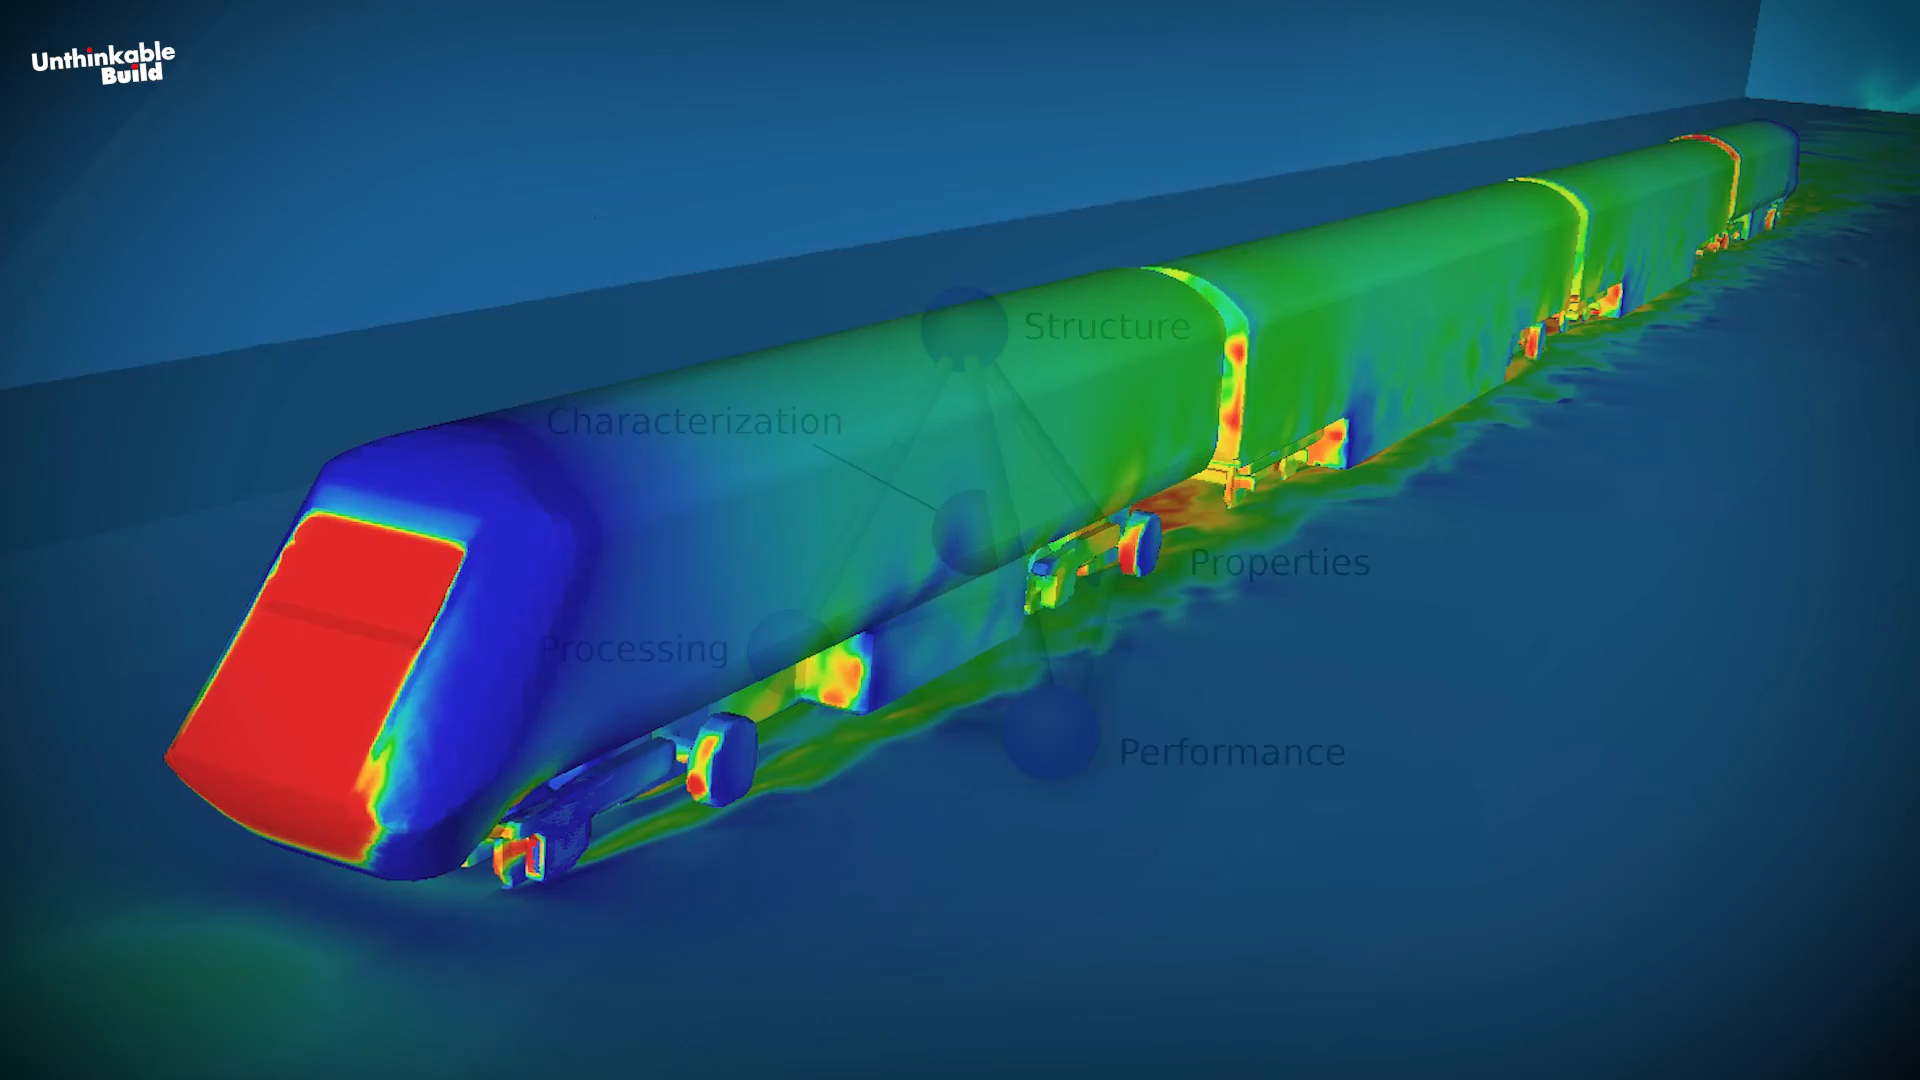 Unthinkable
Build
Structure
Characterization
Properties
Processing
Performance